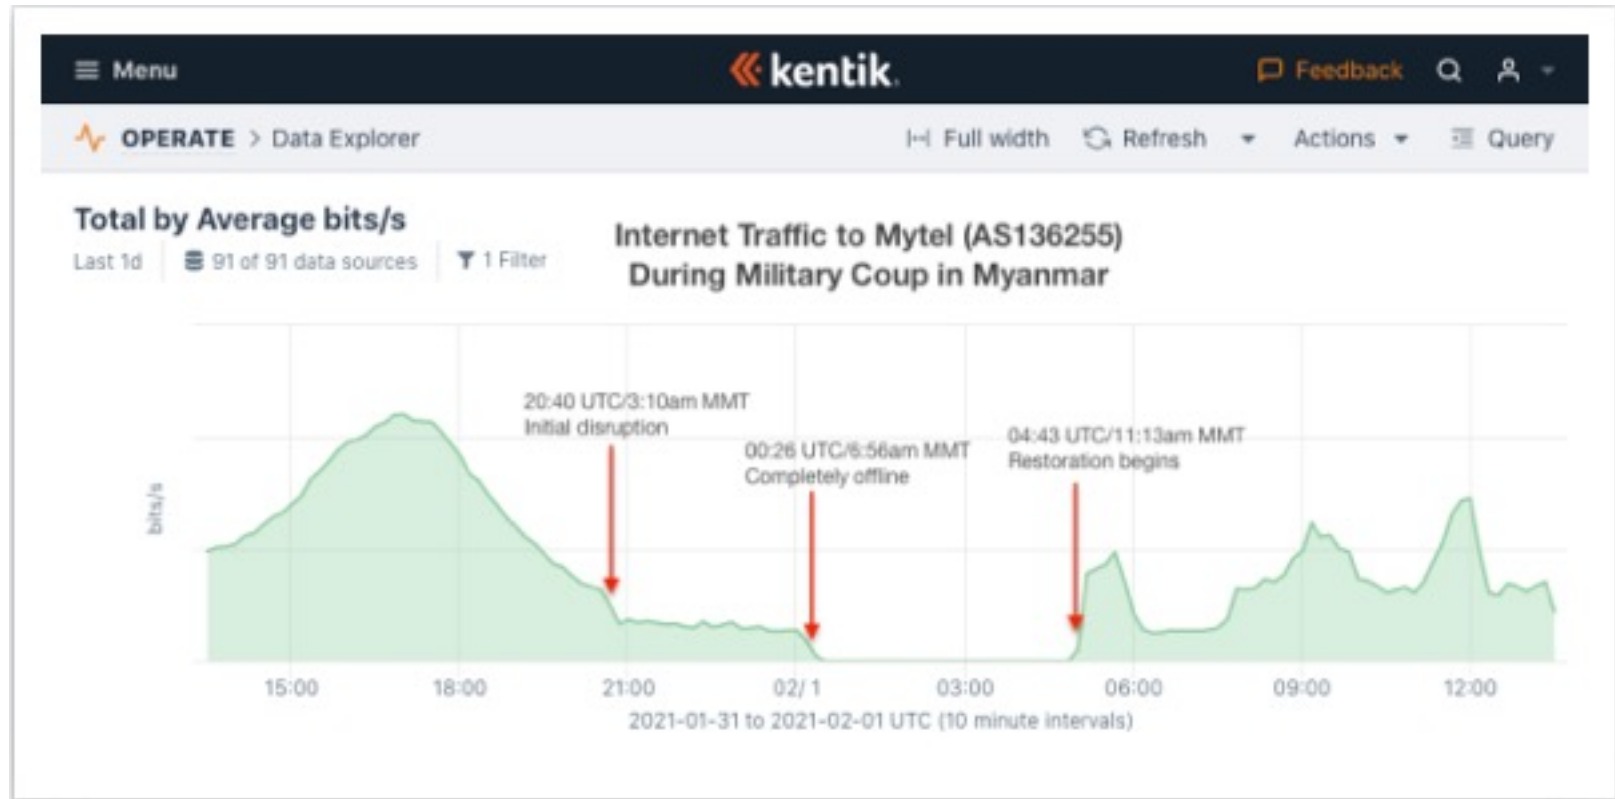 Menu
kentik.
Feedback
OPERATE > Data Explorer
Full width
Refresh
Actions
Query
Total by Average bits/s
Last 1d
91 of 91 data sources
1 Filter
Internet Traffic to Mytel (AS136255)
During Military Coup in Myanmar
20:40 UTC/3:10am MMT
Initial disruption
00:26 UTC/6:56am MMT
Completely offline
04:43 UTC/11:13am MMT
Restoration begins
bits/s
15:00
18:00
21:00
02/ 1
03:00
06:00
09:00
12:00
2021-01-31 to 2021-02-01 UTC (10 minute intervals)